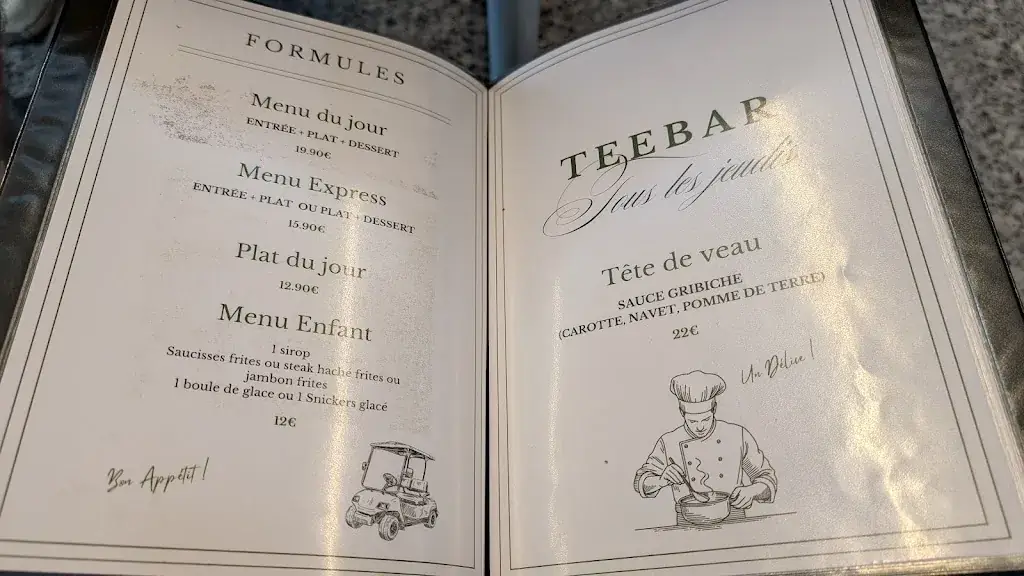 FORMULES
Menu du jour
ENTRÉE + PLAT + DESSERT
19.90€
Menu Express
ENTRÉE + PLAT OU PLAT + DESSERT
15.90€
Plat du jour
12.90€
Menu Enfant
1 sirop
Saucisses frites ou steak haché frites ou
jambon frites
1 boule de glace ou 1 Snickers glacé
12€
Bon Appétit !
TEEBAR
Tous les jeudis
Tête de veau
SAUCE GRIBICHE
(CAROTTE, NAVET, POMME DE TERRE)
22€
Un Délice !